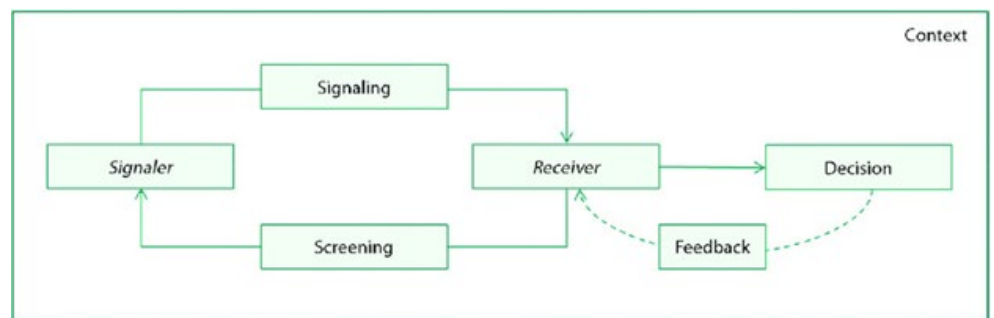 Context
Signaling
Signaler
Receiver
Decision
Screening
Feedback